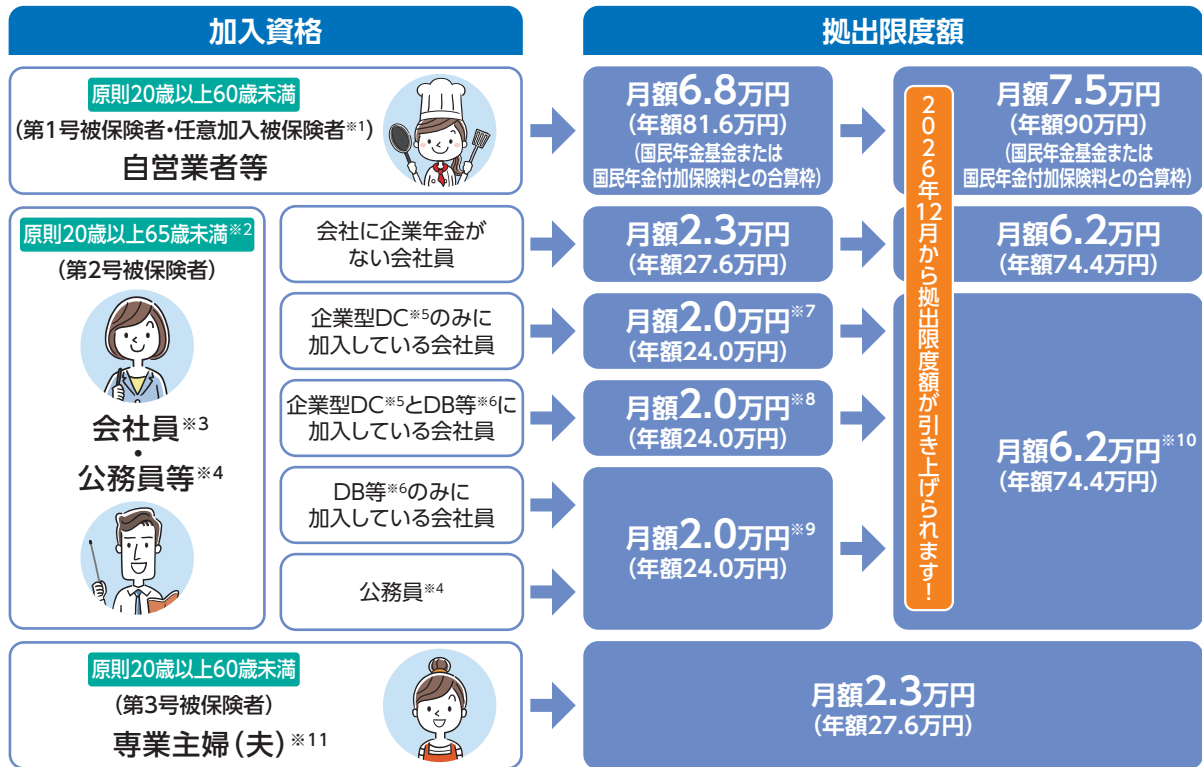 加入資格
拠出限度額
原則20歳以上60歳未満
(第1号被保険者・任意加入被保険者※1)
自営業者等
月額6.8万円
(年額81.6万円)
(国民年金基金または
国民年金付加保険料との合算枠)
2026年12月から拠出限度額が引き上げられます!
月額7.5万円
(年額90万円)
(国民年金基金または
国民年金付加保険料との合算枠)
原則20歳以上65歳未満※2
(第2号被保険者)
会社員※3
・
公務員等※4
会社に企業年金が
ない会社員
月額2.3万円
(年額27.6万円)
月額6.2万円
(年額74.4万円)
企業型DC※5のみに
加入している会社員
月額2.0万円※7
(年額24.0万円)
企業型DC※5とDB等※6に
加入している会社員
月額2.0万円※8
(年額24.0万円)
DB等※6のみに
加入している会社員
公務員※4
月額2.0万円※9
(年額24.0万円)
月額6.2万円※10
(年額74.4万円)
原則20歳以上60歳未満
(第3号被保険者)
専業主婦(夫)※11
月額2.3万円
(年額27.6万円)